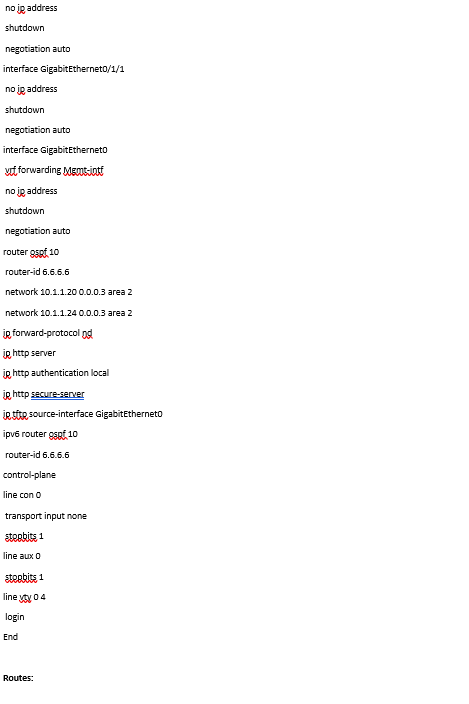 no ip address
shutdown
negotiation auto
interface GigabitEthernet0/1/1
no ip address
shutdown
negotiation auto
interface GigabitEthernet0
vrf forwarding Mgmt-intf
no ip address
shutdown
negotiation auto
router ospf 10
router-id 6.6.6.6
network 10.1.1.20 0.0.0.3 area 2
network 10.1.1.24 0.0.0.3 area 2
ip forward-protocol nd
ip http server
ip http authentication local
ip http secure-server
ip tftp source-interface GigabitEthernet0
ipv6 router ospf 10
router-id 6.6.6.6
control-plane
line con 0
transport input none
stopbits 1
line aux 0
stopbits 1
line vty 0 4
login
End
Routes: